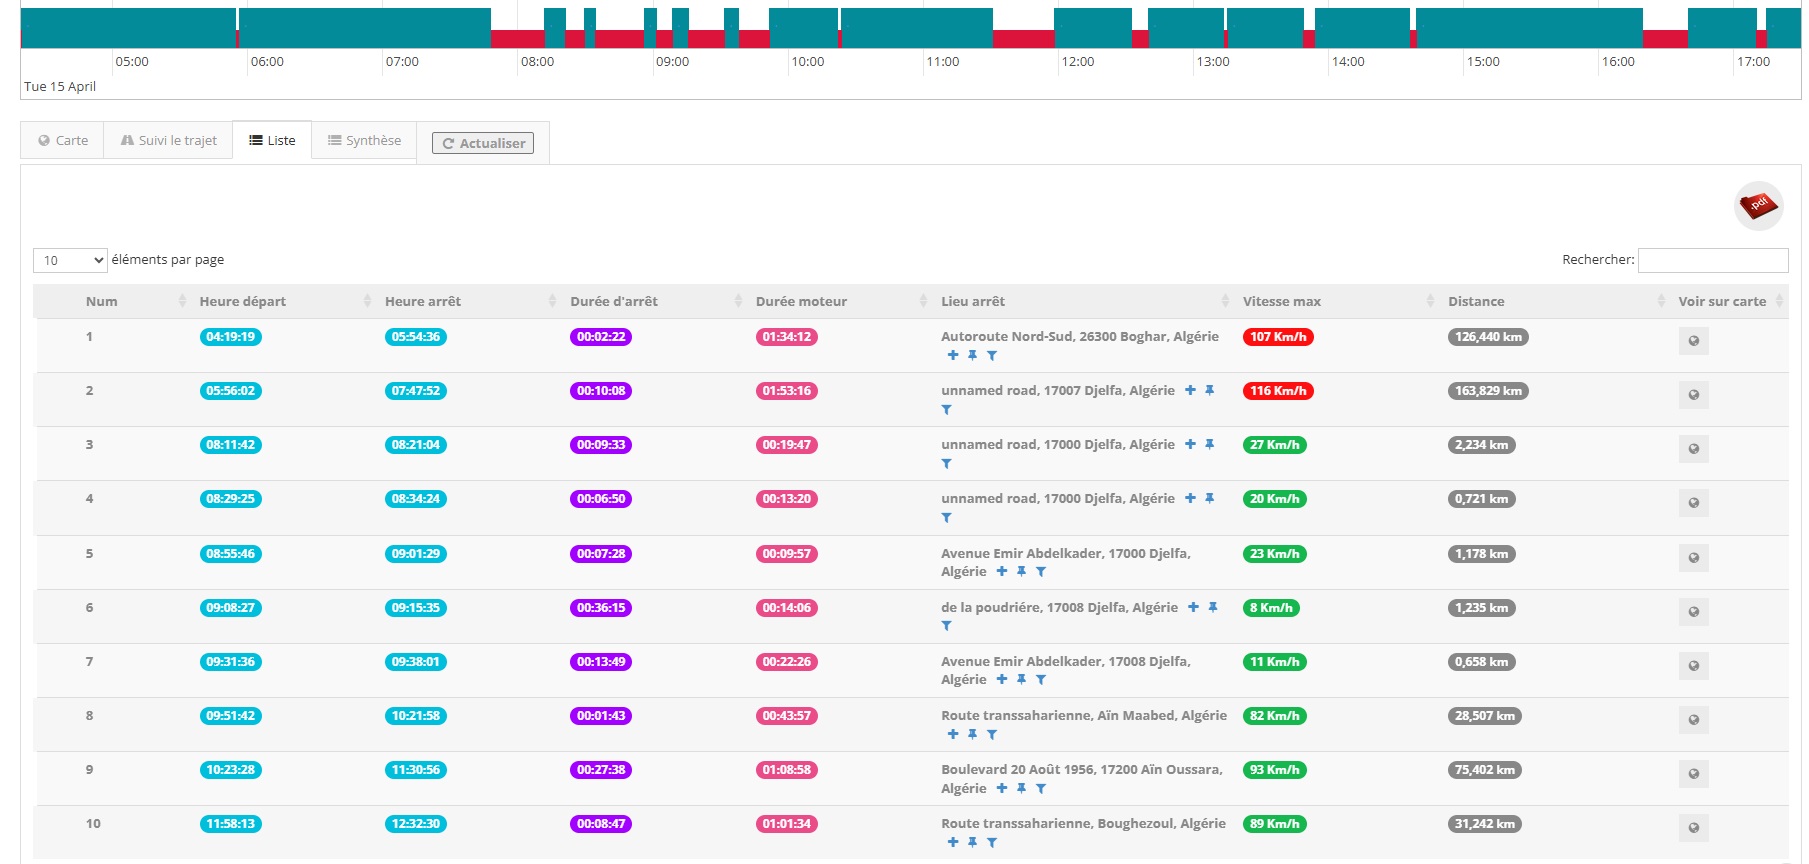 05:00 06:00 07:00 08:00 09:00 10:00 11:00 12:00 13:00 14:00 15:00 16:00 17:00
Tue 15 April
Carte Suivi le trajet Liste Synthèse Actualiser
.pdf
10 éléments par page Rechercher:
Num Heure départ Heure arrêt Durée d'arrêt Durée moteur Lieu arrêt Vitesse max Distance Voir sur carte
1 04:19:19 05:54:36 00:02:22 01:34:12 Autoroute Nord-Sud, 26300 Boghar, Algérie 107 Km/h 126,440 km
2 05:56:02 07:47:52 00:10:08 01:53:16 unnamed road, 17007 Djelfa, Algérie 116 Km/h 163,829 km
3 08:11:42 08:21:04 00:09:33 00:19:47 unnamed road, 17000 Djelfa, Algérie 27 Km/h 2,234 km
4 08:29:25 08:34:24 00:06:50 00:13:20 unnamed road, 17000 Djelfa, Algérie 20 Km/h 0,721 km
5 08:55:46 09:01:29 00:07:28 00:09:57 Avenue Emir Abdelkader, 17000 Djelfa, 23 Km/h 1,178 km
Algérie
6 09:08:27 09:15:35 00:36:15 00:14:06 de la poudriére, 17008 Djelfa, Algérie 8 Km/h 1,235 km
7 09:31:36 09:38:01 00:13:49 00:22:26 Avenue Emir Abdelkader, 17008 Djelfa, 11 Km/h 0,658 km
Algérie
8 09:51:42 10:21:58 00:01:43 00:43:57 Route transsaharienne, Aïn Maabed, Algérie 82 Km/h 28,507 km
9 10:23:28 11:30:56 00:27:38 01:08:58 Boulevard 20 Août 1956, 17200 Aïn Oussara, 93 Km/h 75,402 km
Algérie
10 11:58:13 12:32:30 00:08:47 01:01:34 Route transsaharienne, Boughezoul, Algérie 89 Km/h 31,242 km